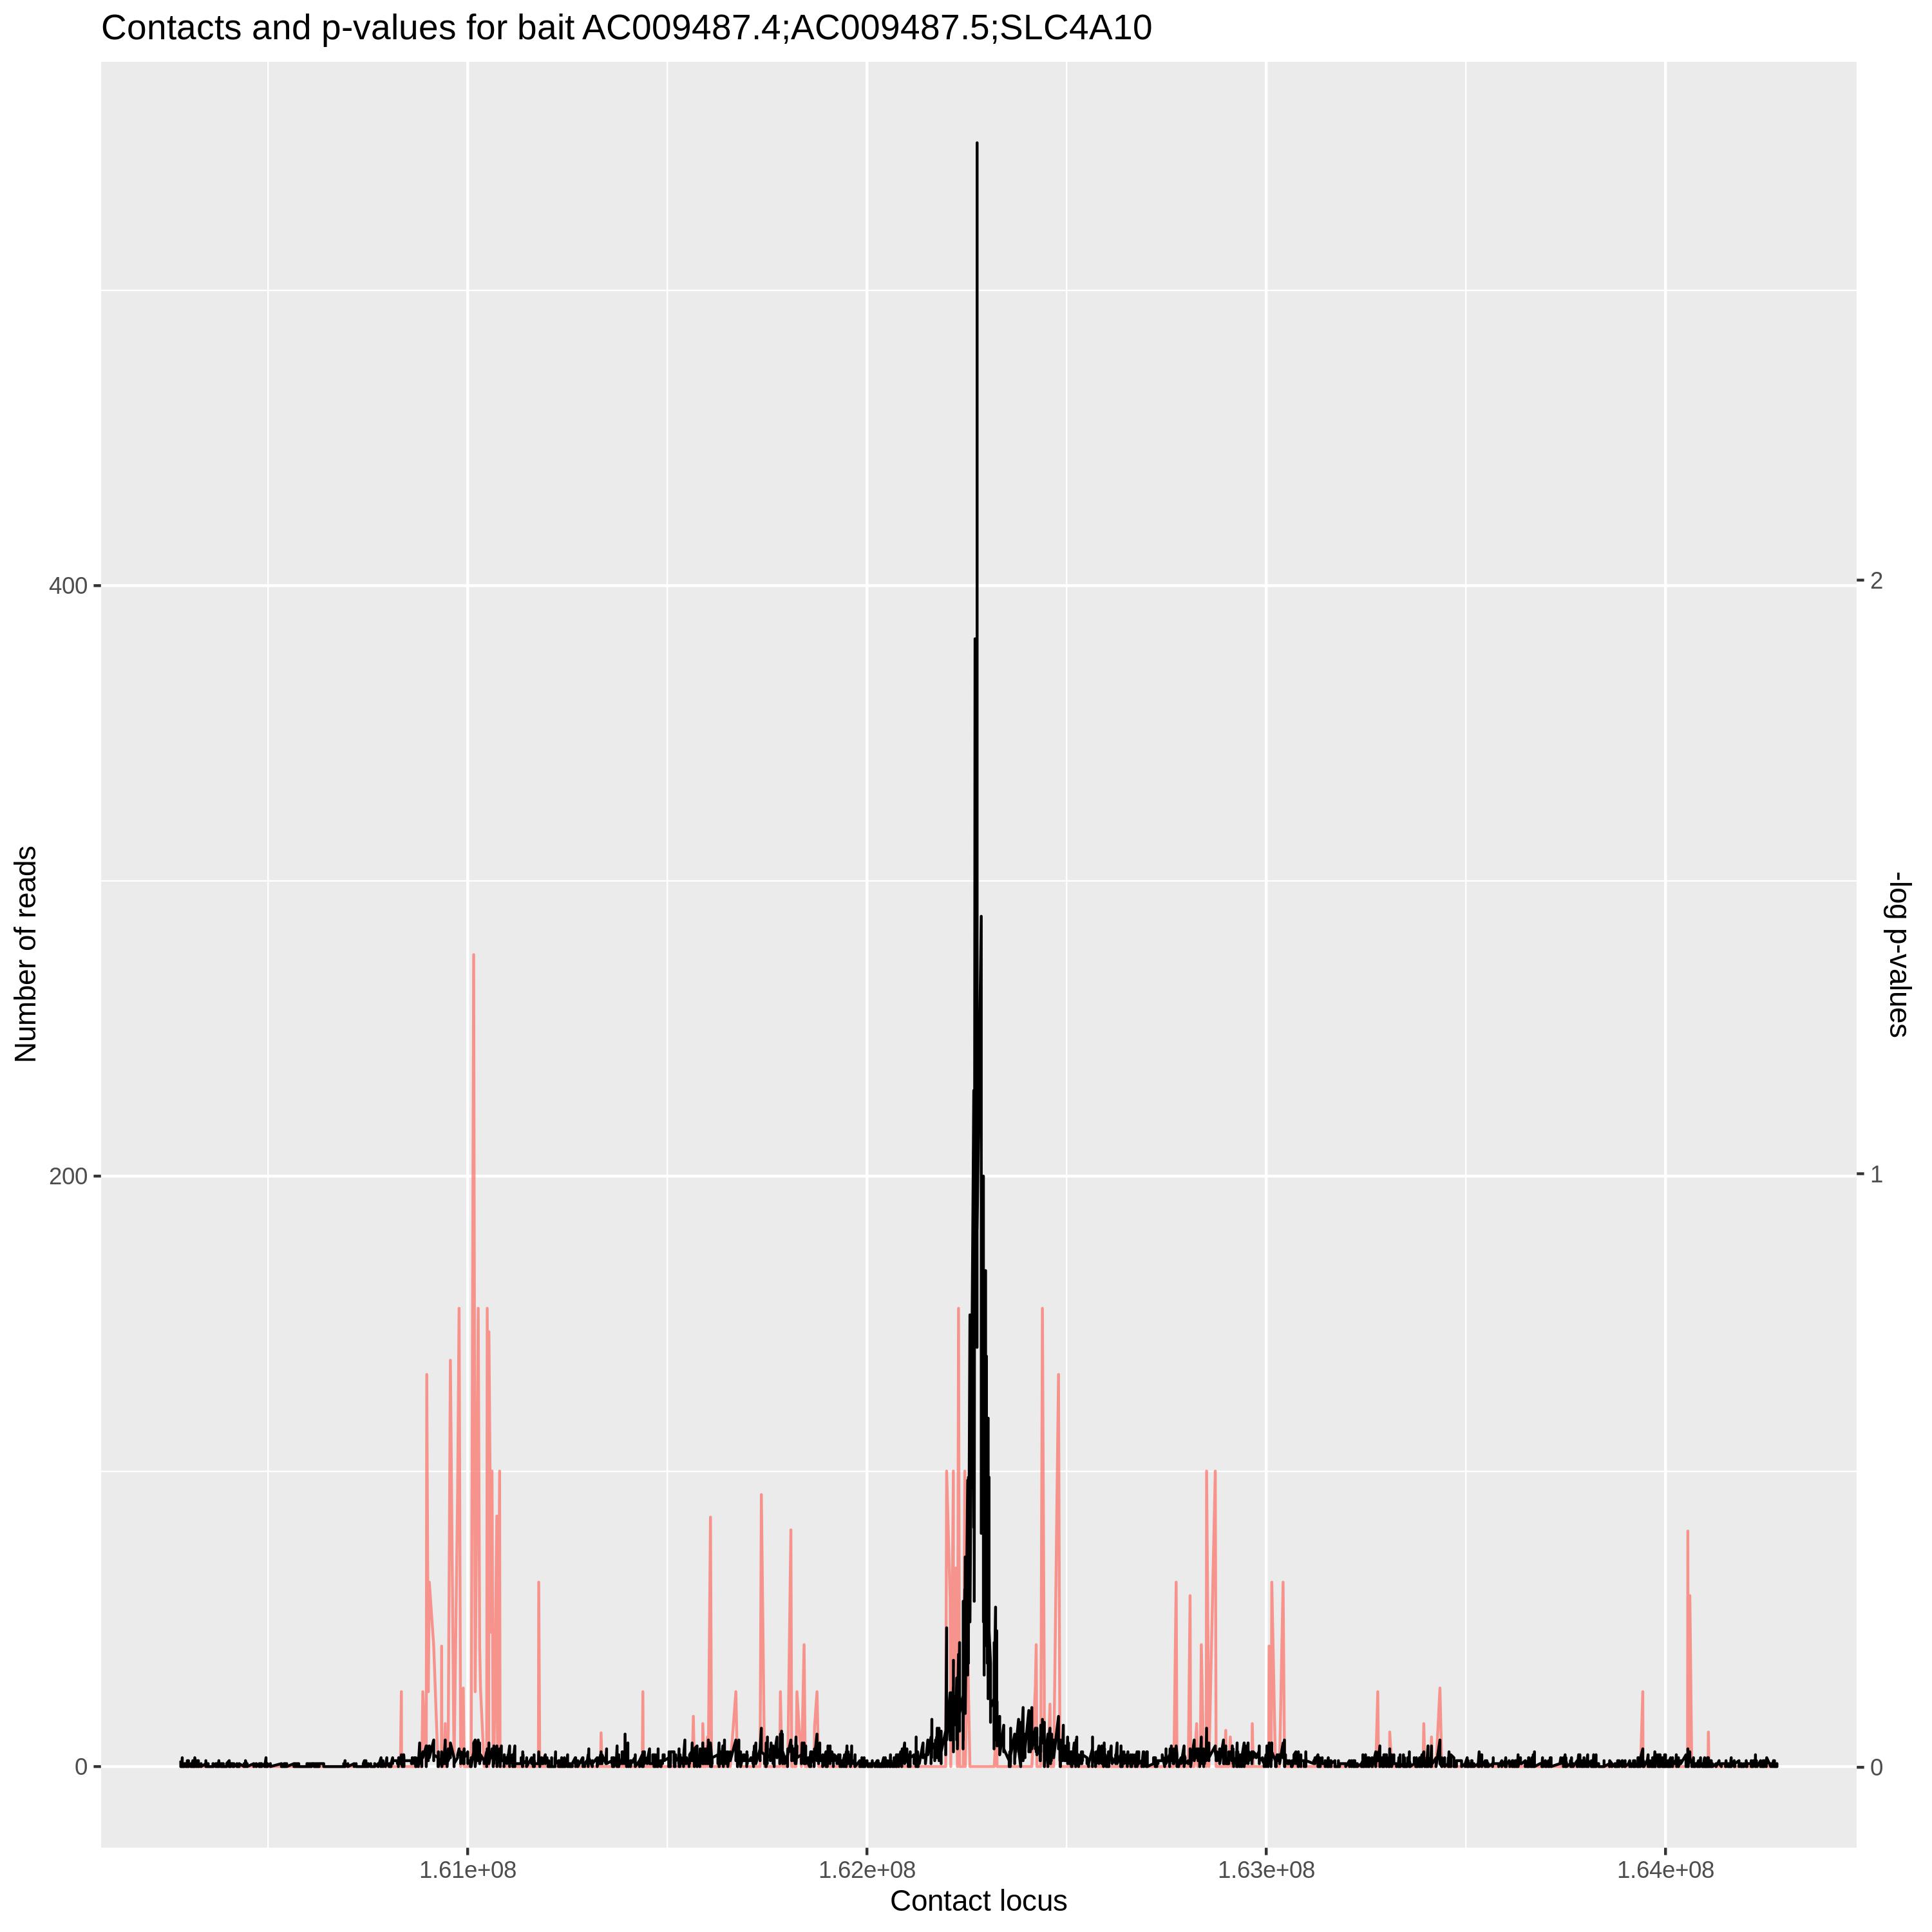 Contacts and p-values for bait AC009487.4;AC009487.5;SLC4A10
Number of reads
400
200
0
2
1
0
-log p-values
1.61e+08
1.62e+08
1.63e+08
1.64e+08
Contact locus